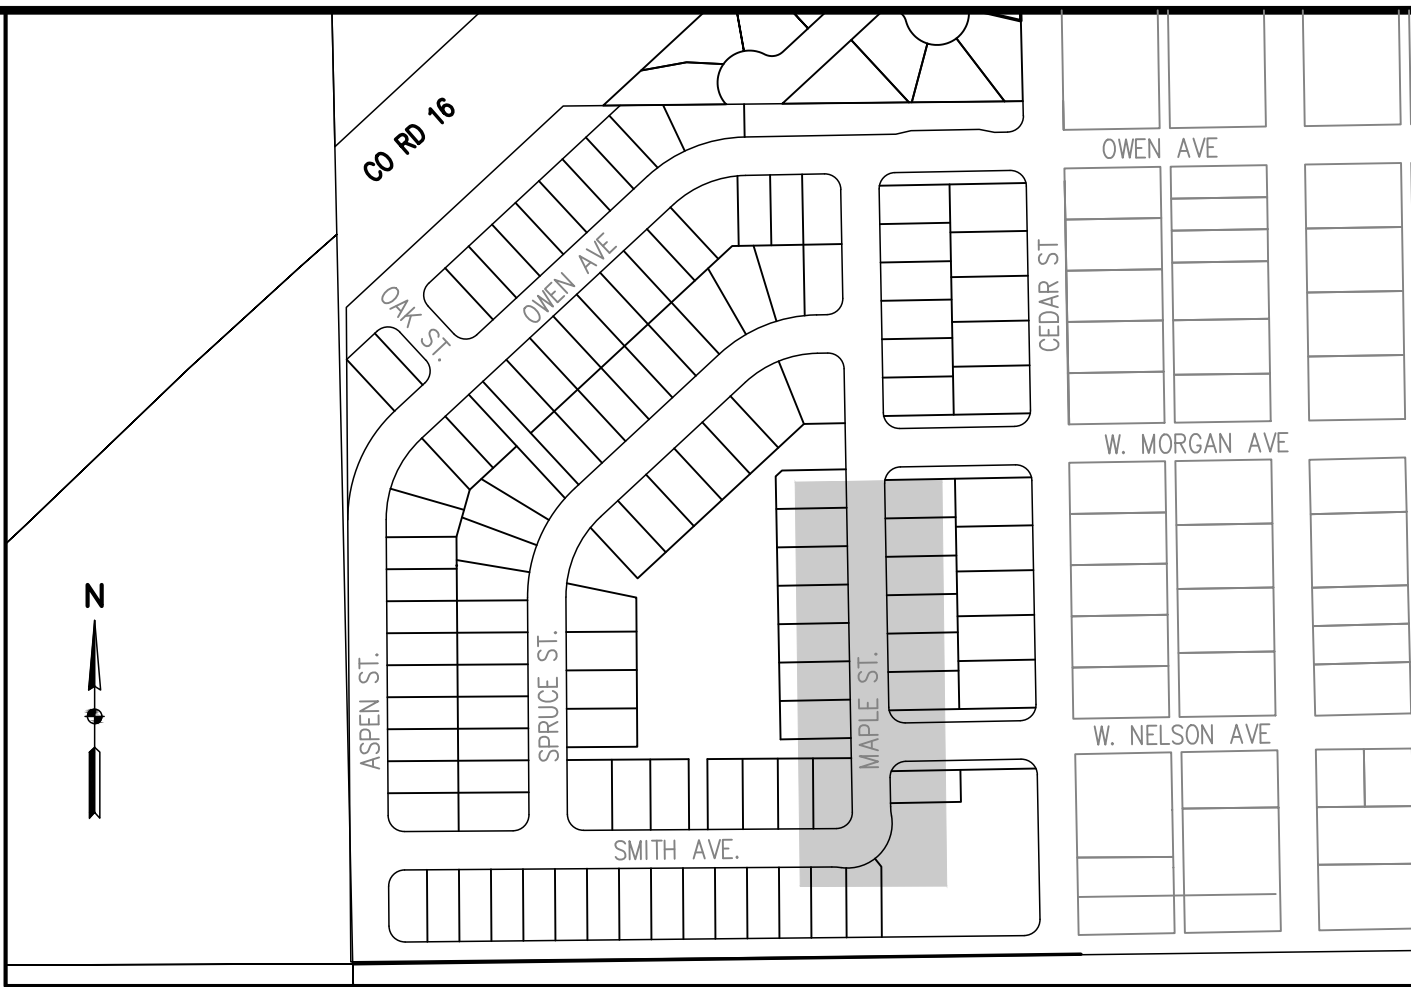 CO RD 16
OWEN AVE
OWEN AVE
CEDAR ST
OAK ST.
W. MORGAN AVE
N
ASPEN ST.
SPRUCE ST.
MAPLE ST.
W. NELSON AVE
SMITH AVE.